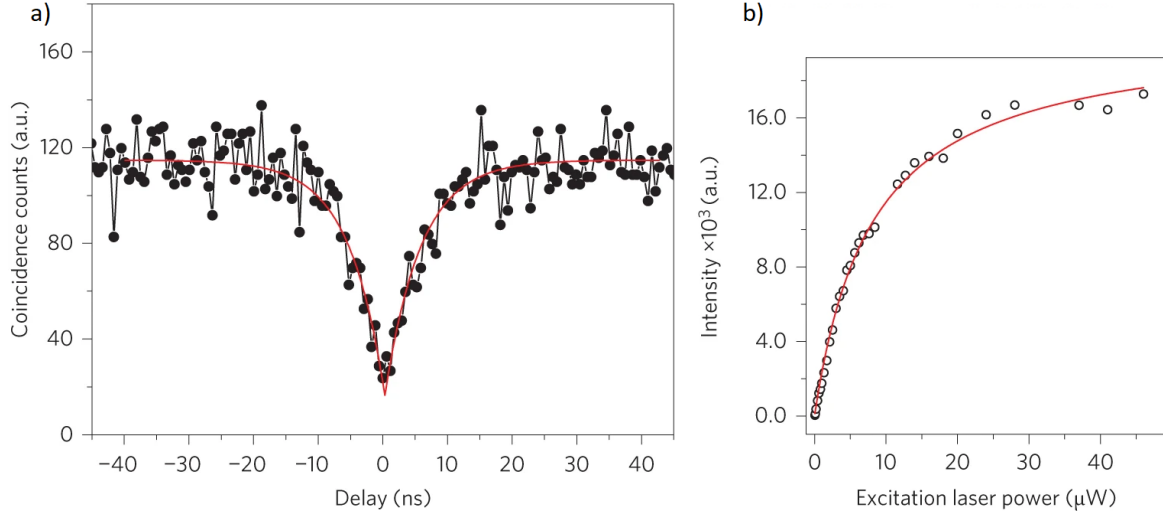 a)
Coincidence counts (a.u.)
160
120
80
40
0
−40 −30 −20 −10 0 10 20 30 40
Delay (ns)
b)
Intensity ×10³ (a.u.)
16.0
12.0
8.0
4.0
0.0
0 10 20 30 40
Excitation laser power (μW)